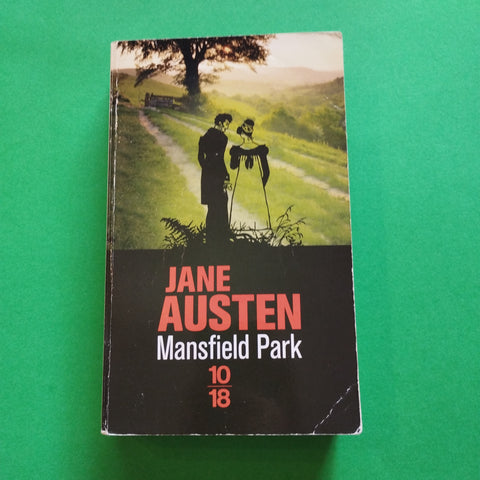 JANE
AUSTEN
Mansfield Park
10
18